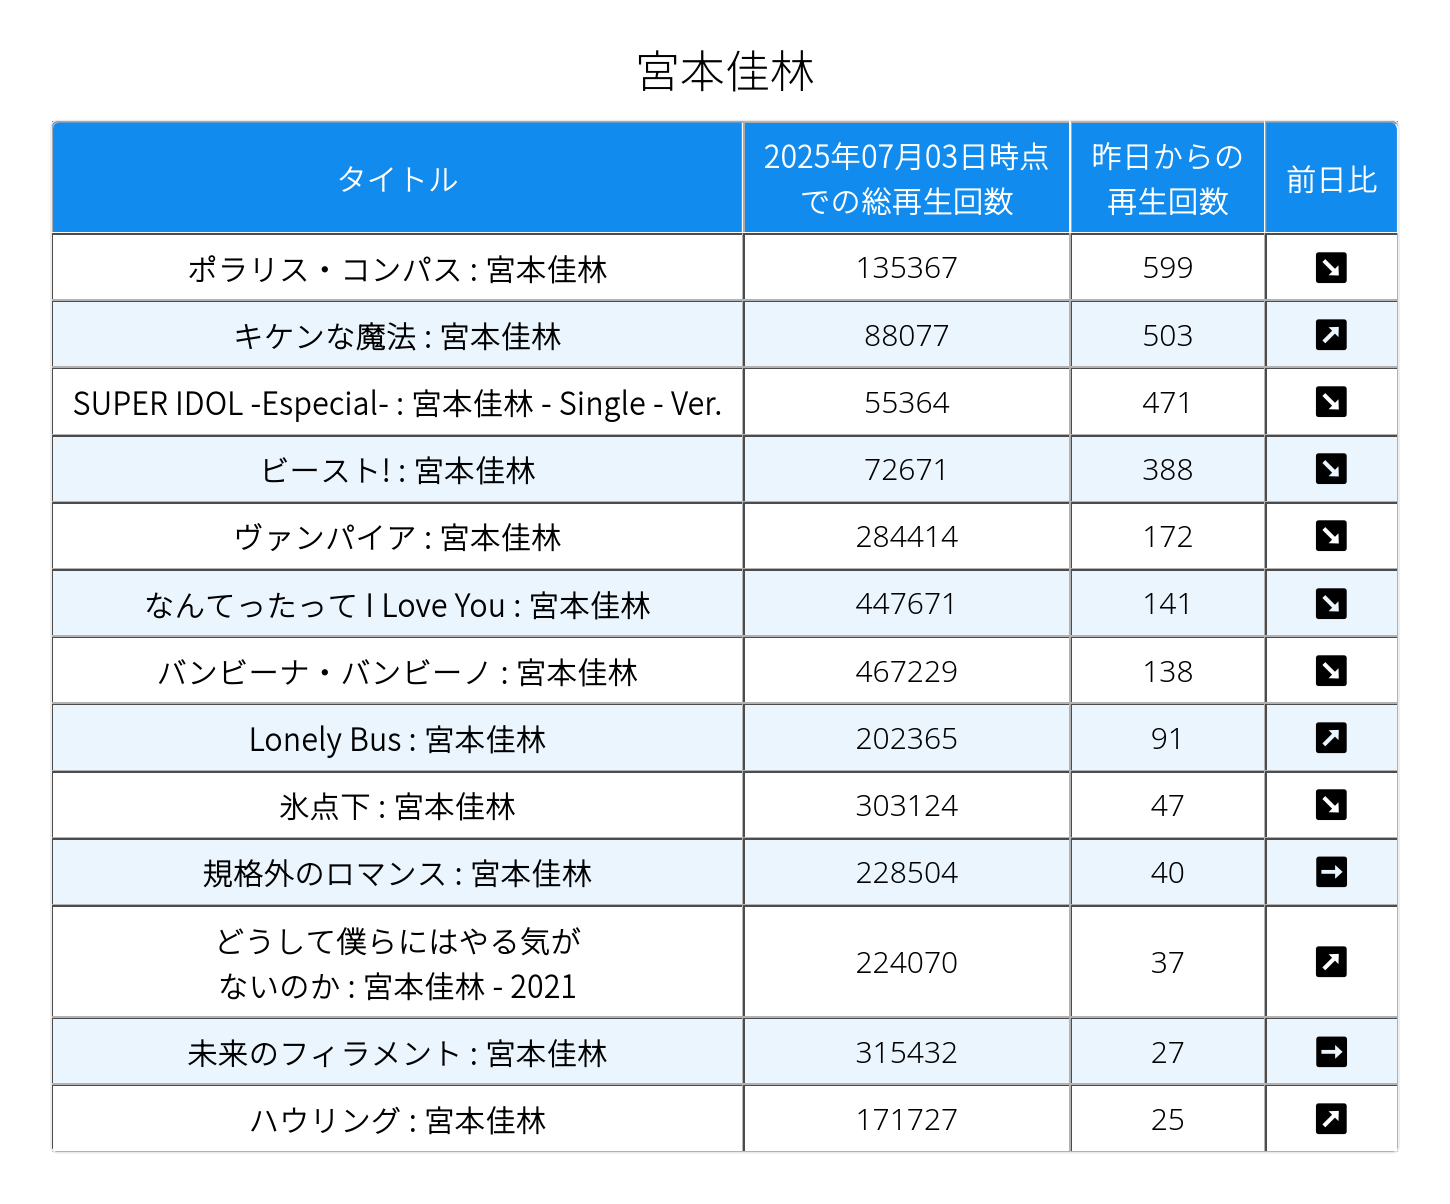 宮本佳林
タイトル
2025年07月03日時点
での総再生回数
昨日からの
再生回数
前日比
ポラリス・コンパス : 宮本佳林
135367
599
↘
キケンな魔法 : 宮本佳林
88077
503
↗
SUPER IDOL -Especial- : 宮本佳林 - Single - Ver.
55364
471
↘
ビースト! : 宮本佳林
72671
388
↘
ヴァンパイア : 宮本佳林
284414
172
↘
なんてったって I Love You : 宮本佳林
447671
141
↘
バンビーナ・バンビーノ : 宮本佳林
467229
138
↘
Lonely Bus : 宮本佳林
202365
91
↗
氷点下 : 宮本佳林
303124
47
↘
規格外のロマンス : 宮本佳林
228504
40
→
どうして僕らにはやる気が
ないのか : 宮本佳林 - 2021
224070
37
↗
未来のフィラメント : 宮本佳林
315432
27
→
ハウリング : 宮本佳林
171727
25
↗